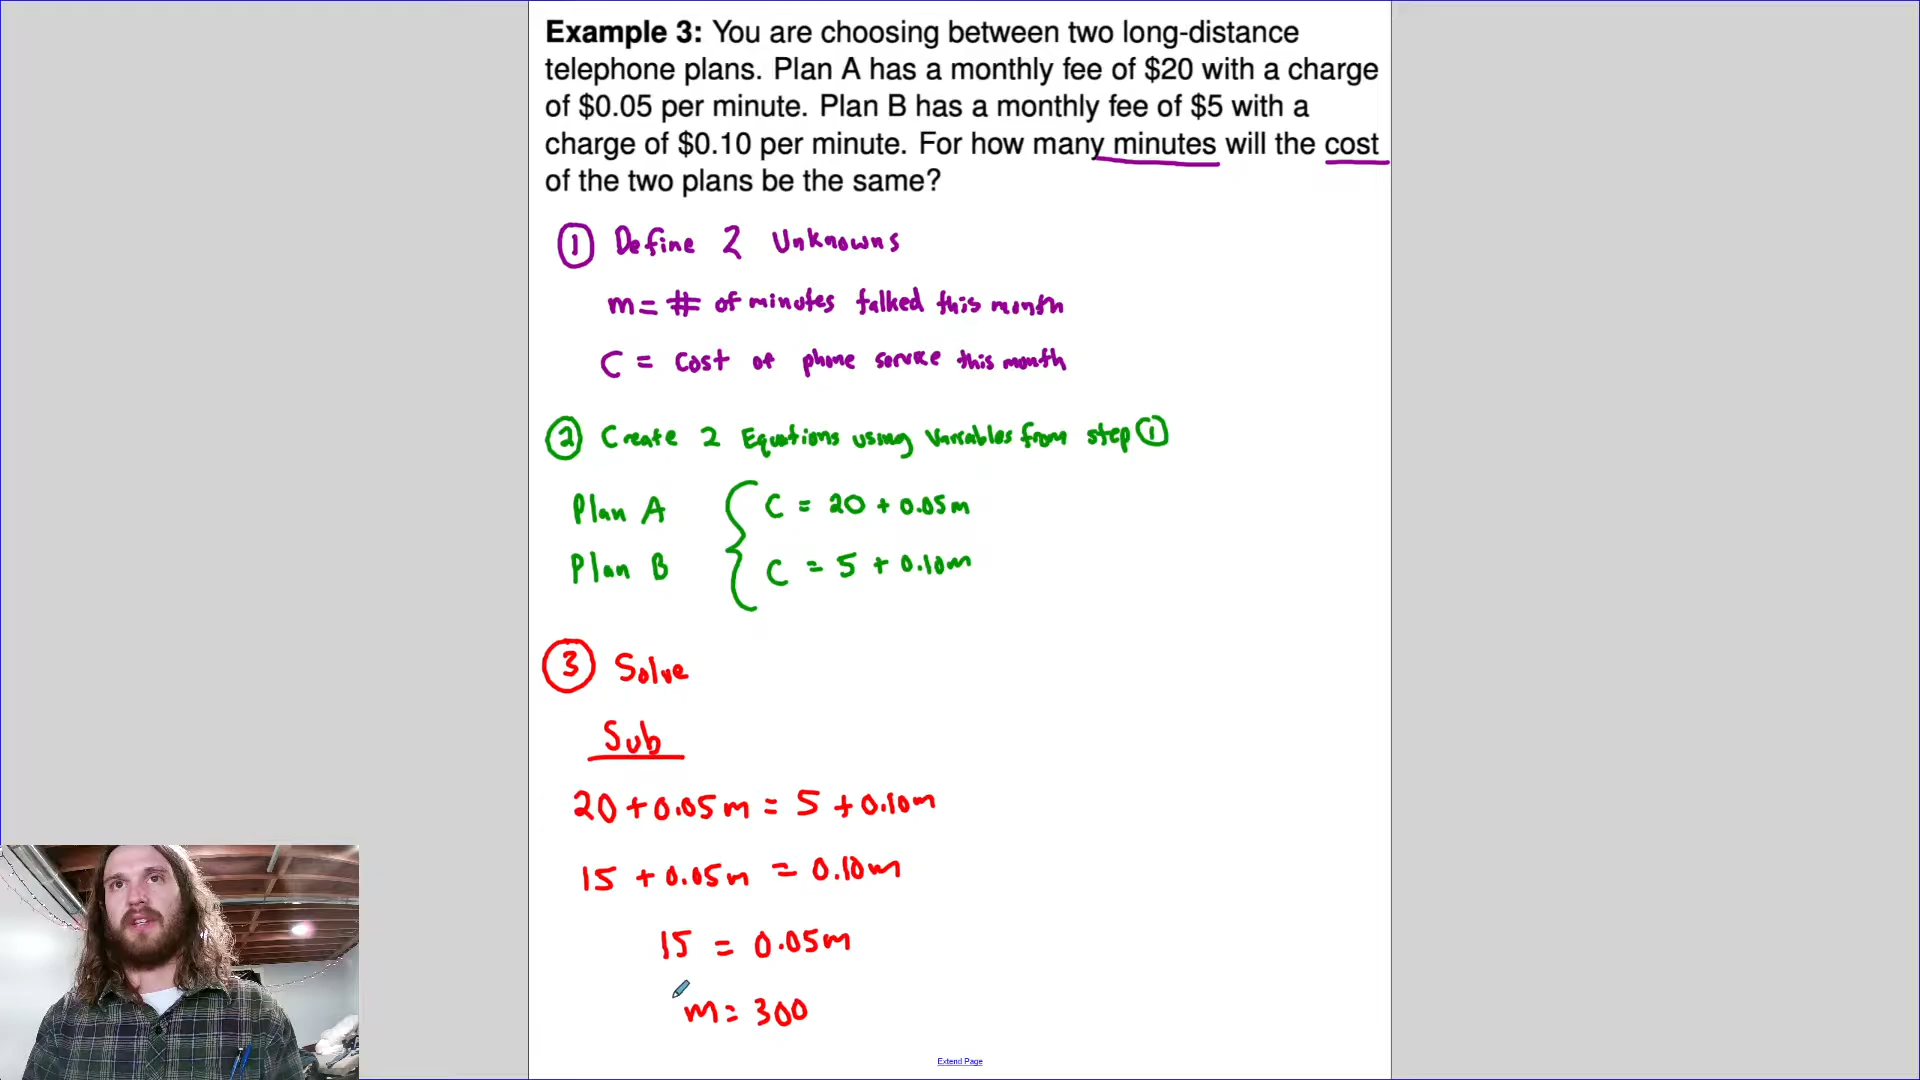 Example 3: You are choosing between two long-distance
telephone plans. Plan A has a monthly fee of $20 with a charge
of $0.05 per minute. Plan B has a monthly fee of $5 with a
charge of $0.10 per minute. For how many minutes will the cost
of the two plans be the same?
① Define 2 Unknowns
m = # of minutes talked this month
C = Cost of phone service this month
② Create 2 Equations using Variables from step ①
Plan A C = 20 + 0.05m
Plan B C = 5 + 0.10m
③ Solve
Sub
20 + 0.05m = 5 + 0.10m
15 + 0.05m = 0.10m
15 = 0.05m
m = 300
Extend Page